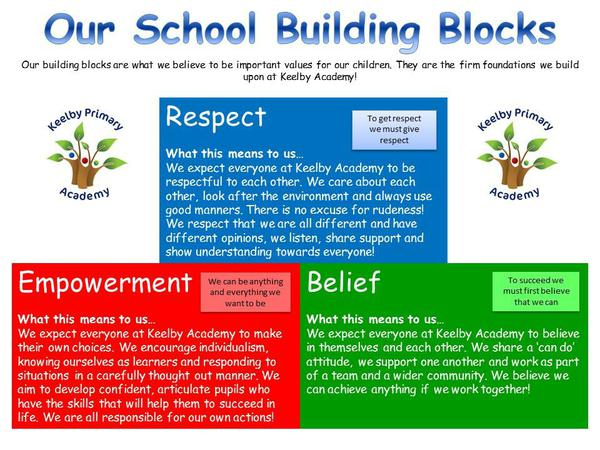 Our School Building Blocks
Our building blocks are what we believe to be important values for our children. They are the firm foundations we build
upon at Keelby Academy!
Keelby Primary
Academy
Respect
To get respect
we must give
respect
What this means to us…
We expect everyone at Keelby Academy to be
respectful to each other. We care about each
other, look after the environment and always use
good manners. There is no excuse for rudeness!
We respect that we are all different and have
different opinions, we listen, share support and
show understanding towards everyone!
Keelby Primary
Academy
Empowerment
We can be anything
and everything we
want to be
What this means to us…
We expect everyone at Keelby Academy to make
their own choices. We encourage individualism,
knowing ourselves as learners and responding to
situations in a carefully thought out manner. We
aim to develop confident, articulate pupils who
have the skills that will help them to succeed in
life. We are all responsible for our own actions!
Belief
To succeed we
must first believe
that we can
What this means to us…
We expect everyone at Keelby Academy to believe
in themselves and each other. We share a ‘can do’
attitude, we support one another and work as part
of a team and a wider community. We believe we
can achieve anything if we work together!